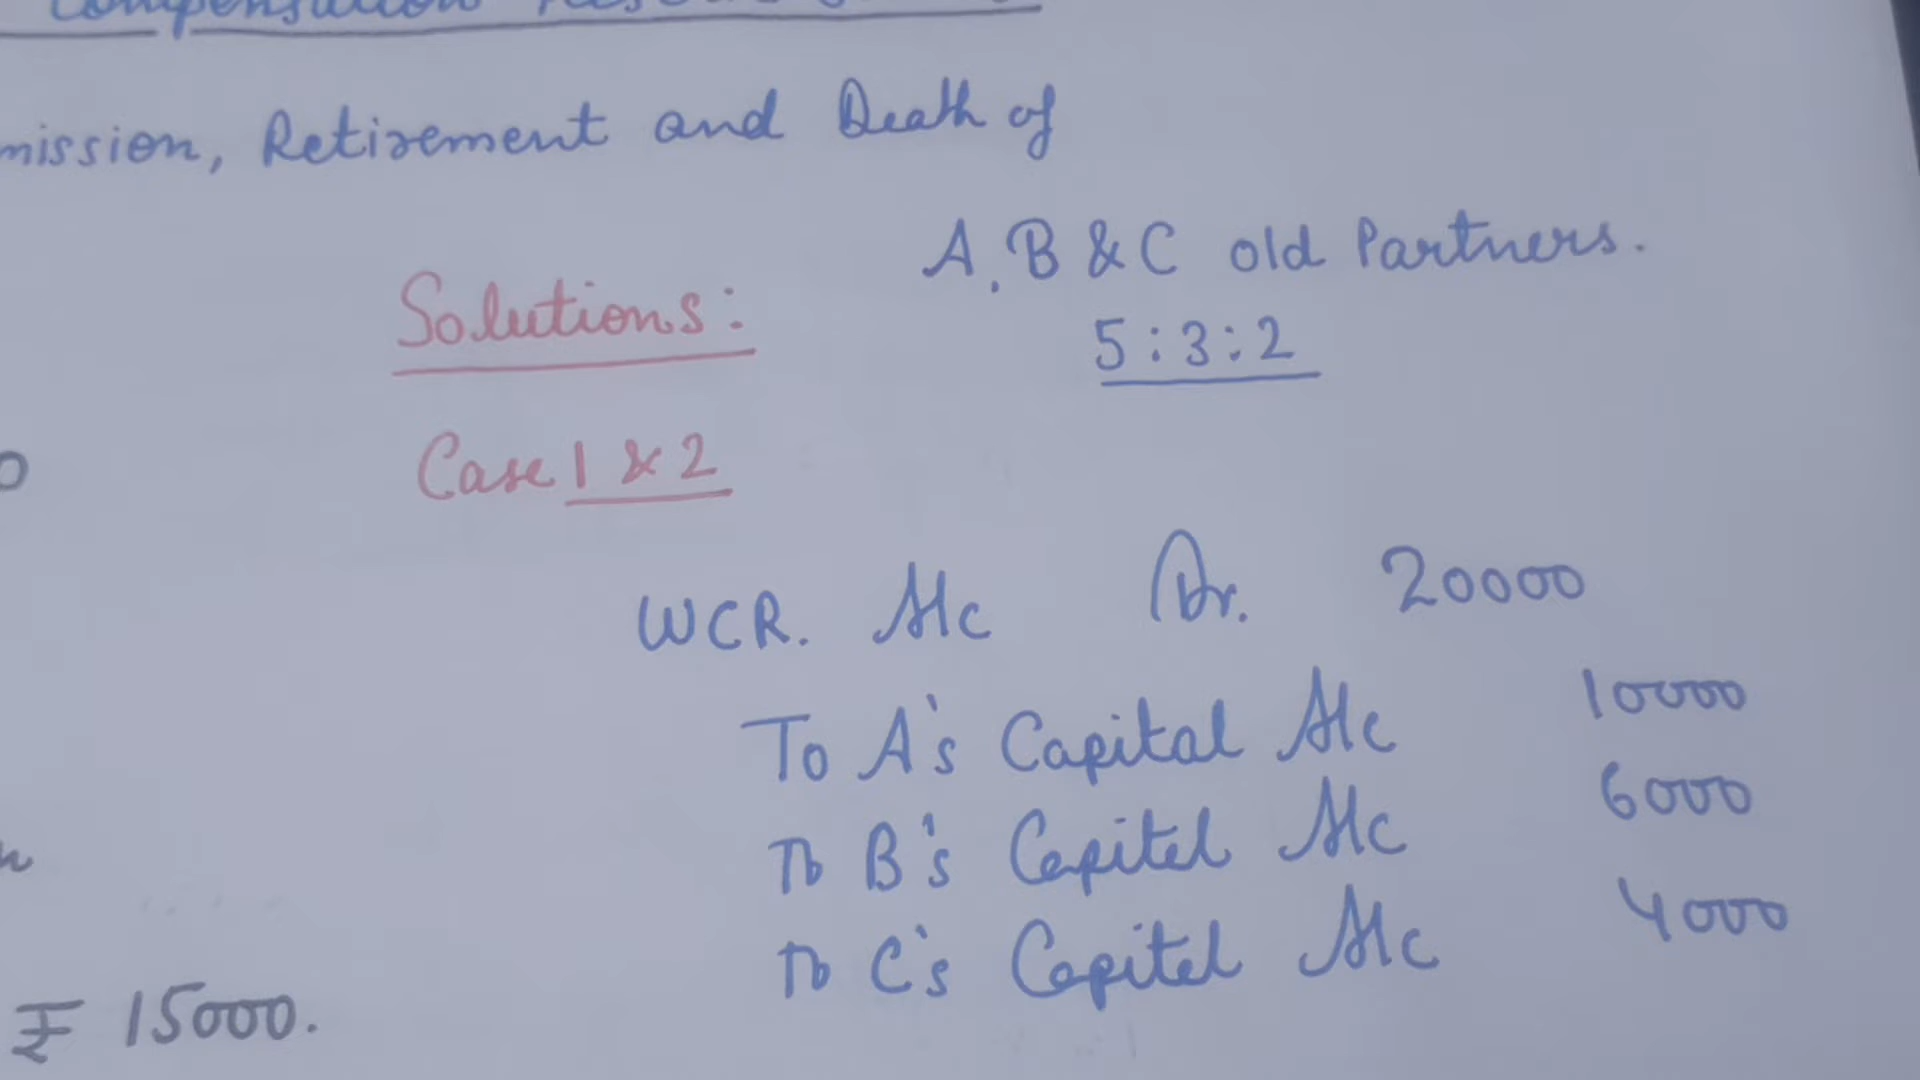 Compensation
mission, Retirement and Death of
A, B & C old Partners.
5:3:2
Solutions:
Case 1 & 2
WCR. A/c Dr. 20000
To A's Capital A/c 10000
To B's Capital A/c 6000
To C's Capital A/c 4000
₹ 15000.